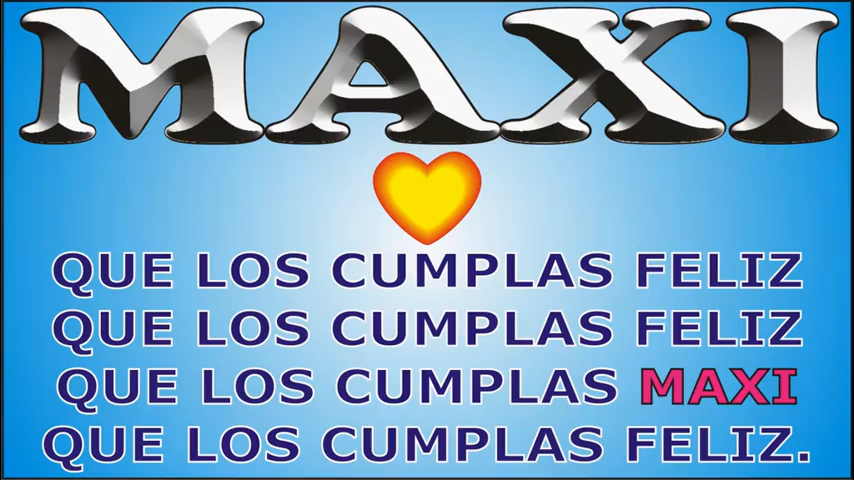 MAXI
QUE LOS CUMPLAS FELIZ
QUE LOS CUMPLAS FELIZ
QUE LOS CUMPLAS MAXI
QUE LOS CUMPLAS FELIZ.